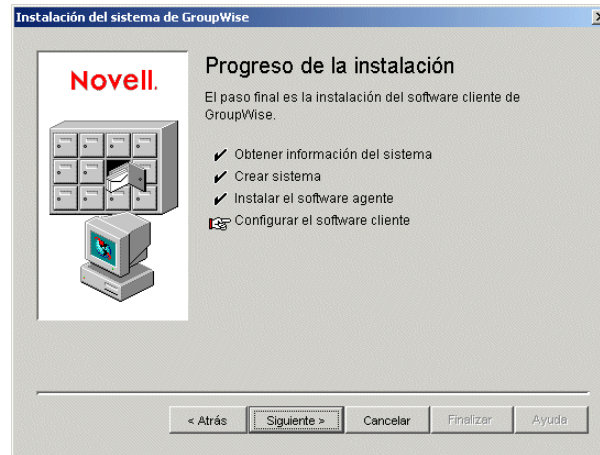 Instalación del sistema de GroupWise
Novell.
Progreso de la instalación
El paso final es la instalación del software cliente de
GroupWise.
Obtener información del sistema
Crear sistema
Instalar el software agente
Configurar el software cliente
< Atrás
Siguiente >
Cancelar
Finalizar
Ayuda